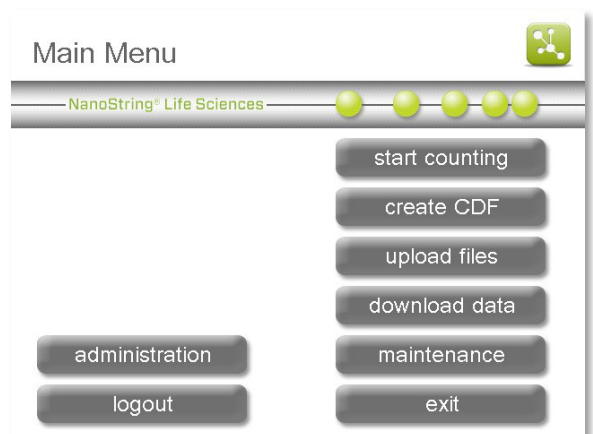 Main Menu
NanoString® Life Sciences
start counting
create CDF
upload files
download data
administration
maintenance
logout
exit